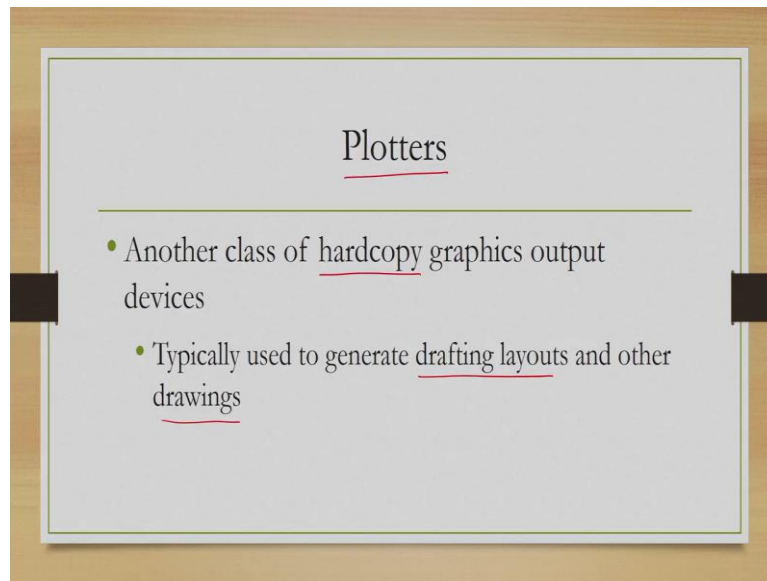 Plotters
• Another class of hardcopy graphics output
devices
• Typically used to generate drafting layouts and other
drawings